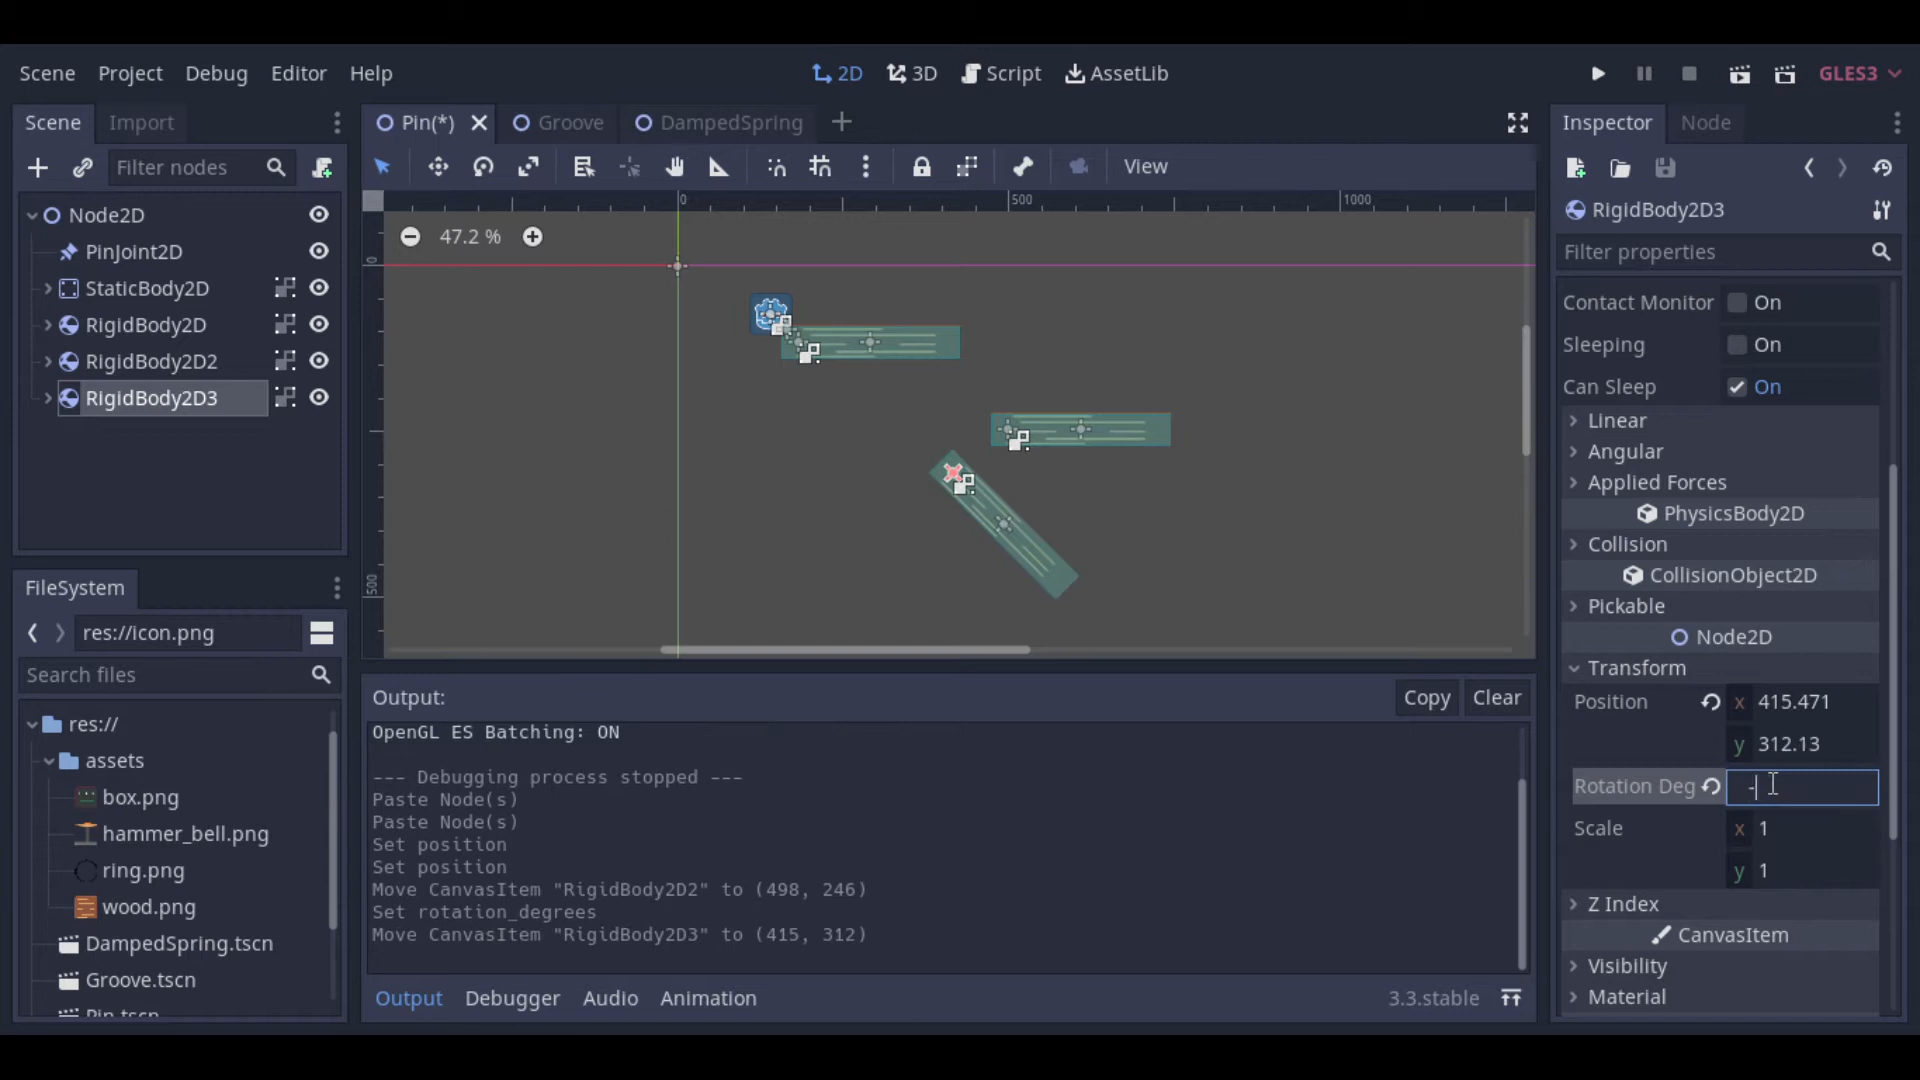 Scene Project Debug Editor Help
2D 3D Script AssetLib
GLES3
Scene Import
Filter nodes
Node2D
PinJoint2D
StaticBody2D
RigidBody2D
RigidBody2D2
RigidBody2D3
FileSystem
res://icon.png
Search files
res://
assets
box.png
hammer_bell.png
ring.png
wood.png
DampedSpring.tscn
Groove.tscn
Pin.tscn
Pin(*) Groove DampedSpring
View
0 500 1000
47.2 %
0
500
Output:
Copy Clear
OpenGL ES Batching: ON
--- Debugging process stopped ---
Paste Node(s)
Paste Node(s)
Set position
Set position
Move CanvasItem "RigidBody2D2" to (498, 246)
Set rotation_degrees
Move CanvasItem "RigidBody2D3" to (415, 312)
Output Debugger Audio Animation
3.3.stable
Inspector Node
RigidBody2D3
Filter properties
Contact Monitor On
Sleeping On
Can Sleep On
Linear
Angular
Applied Forces
PhysicsBody2D
Collision
CollisionObject2D
Pickable
Node2D
Transform
Position x 415.471
y 312.13
Rotation Deg -
Scale x 1
y 1
Z Index
CanvasItem
Visibility
Material